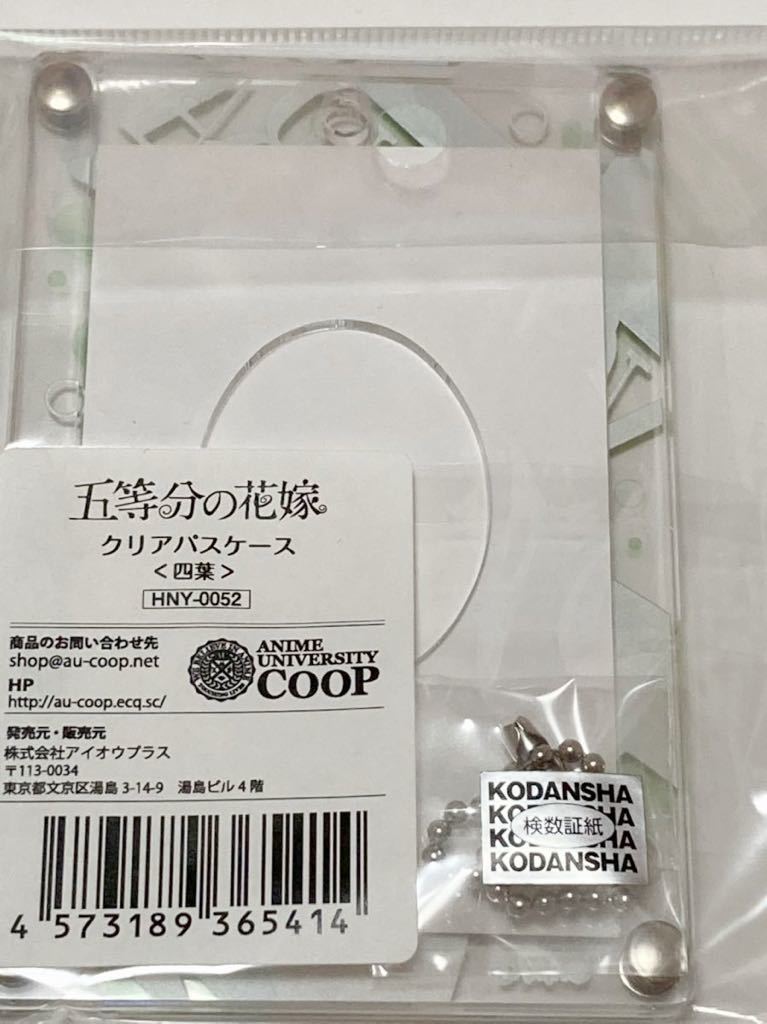 五等分の花嫁
クリアパスケース
<四葉>
HNY-0052
商品のお問い合わせ先
shop@au-coop.net
HP
http://au-coop.ecq.sc/
ANIME
UNIVERSITY
COOP
発売元・販売元
株式会社アイオウプラス
〒113-0034
東京都文京区湯島3-14-9 湯島ビル4階
4 573189 365414
KODANSHA
検数証紙
KODANSHA